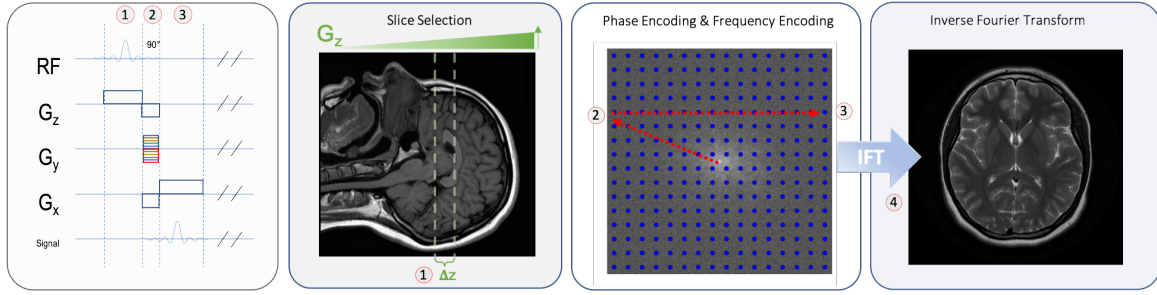 ① ② ③
90°
RF
Gz
Gy
Gx
Signal
Slice Selection
Gz
① Δz
Phase Encoding & Frequency Encoding
②
③
Inverse Fourier Transform
IFT
④